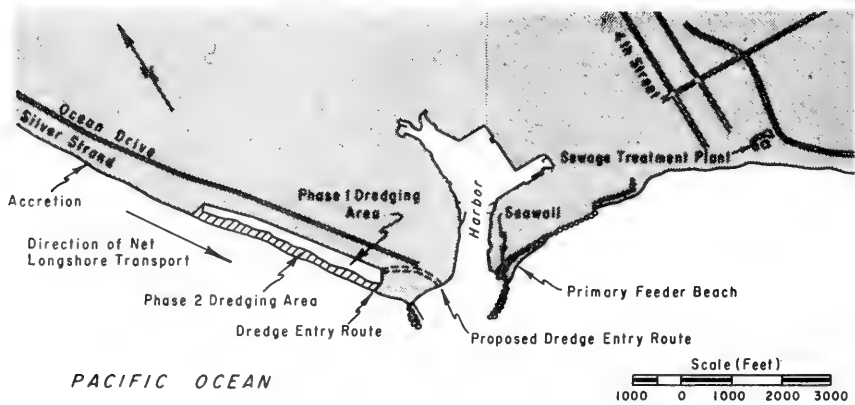 4th Street
Ocean Drive
Silver Strand
Sewage Treatment Plant
Phase 1 Dredging
Area
Harbor
Seawall
Accretion
Direction of Net
Longshore Transport
Primary Feeder Beach
Phase 2 Dredging Area
Dredge Entry Route
Proposed Dredge Entry Route
PACIFIC OCEAN
Scale (Feet)
1000 0 1000 2000 3000